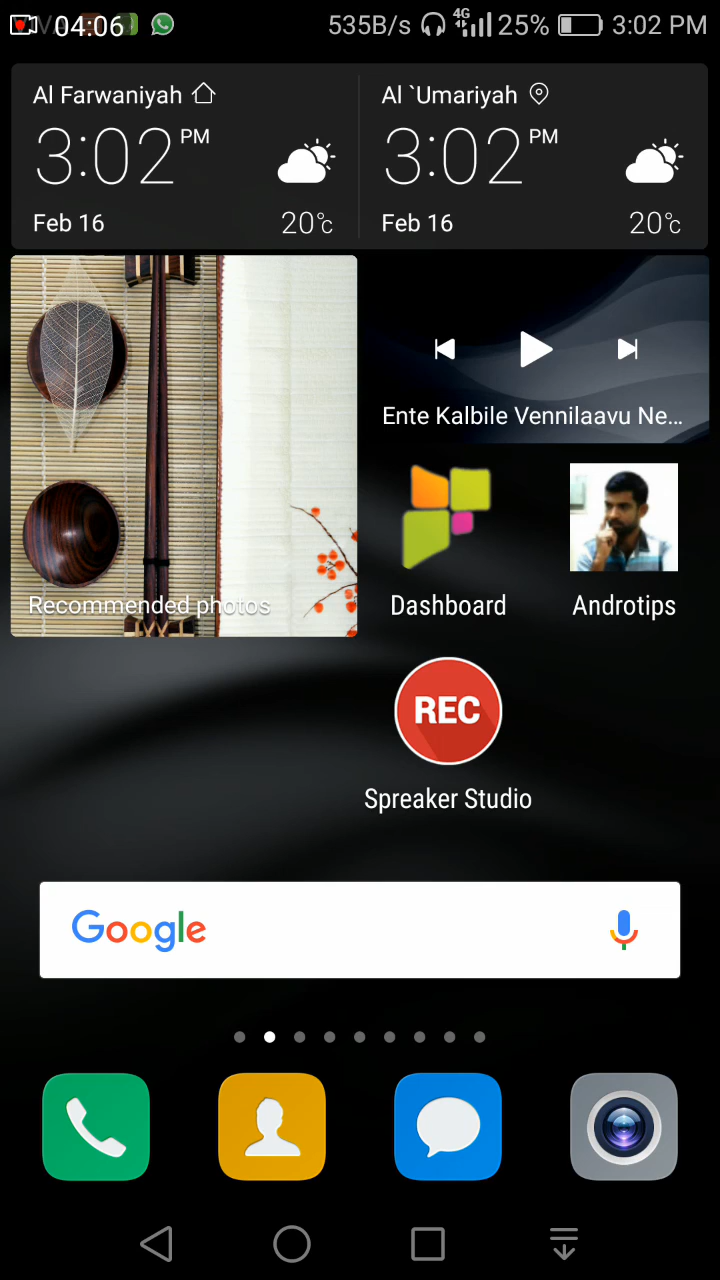 04:06 535B/s 4G 25% 3:02 PM
Al Farwaniyah Al `Umariyah
3:02 PM 3:02 PM
Feb 16 20°c Feb 16 20°c
Ente Kalbile Vennilaavu Ne...
Recommended photos Dashboard Androtips
REC
Spreaker Studio
Google